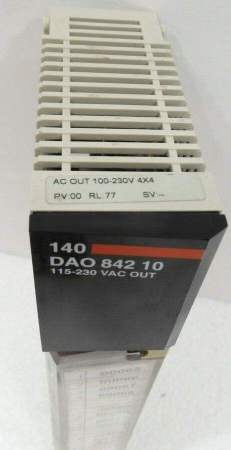 AC OUT 100-230V 4X4
PV:00 RL:77 SV:--
140
DAO 842 10
115-230 VAC OUT